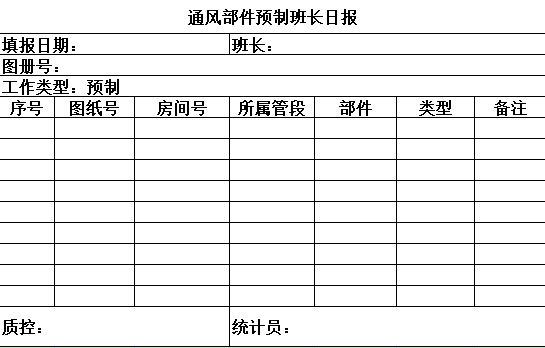 通风部件预制班长日报
填报日期： 班长：
图册号：
工作类型：预制
序号 图纸号 房间号 所属管段 部件 类型 备注
质控： 统计员：